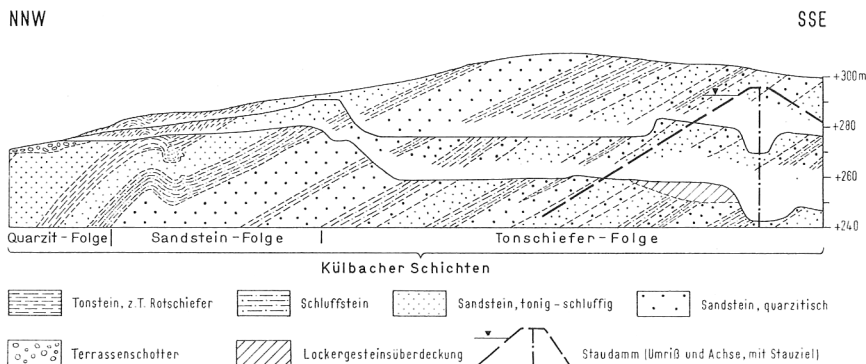 NNW SSE
+300m
+280
+260
+240
Quarzit-Folge Sandstein-Folge Tonschiefer-Folge
Külbacher Schichten
Tonstein, z.T. Rotschiefer Schluffstein Sandstein, tonig-schluffig Sandstein, quarzitisch
Terrassenschotter Lockergesteinsüberdeckung Staudamm (Umriß und Achse, mit Stauziel)